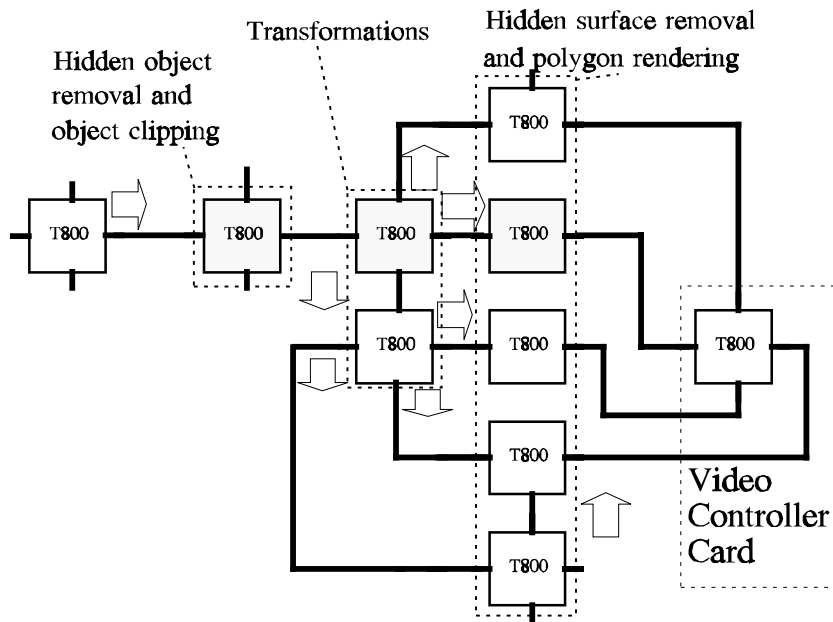 Transformations
Hidden surface removal
and polygon rendering
Hidden object
removal and
object clipping
T800
T800
T800
T800
T800
T800
T800
T800
T800
T800
Video
Controller
Card